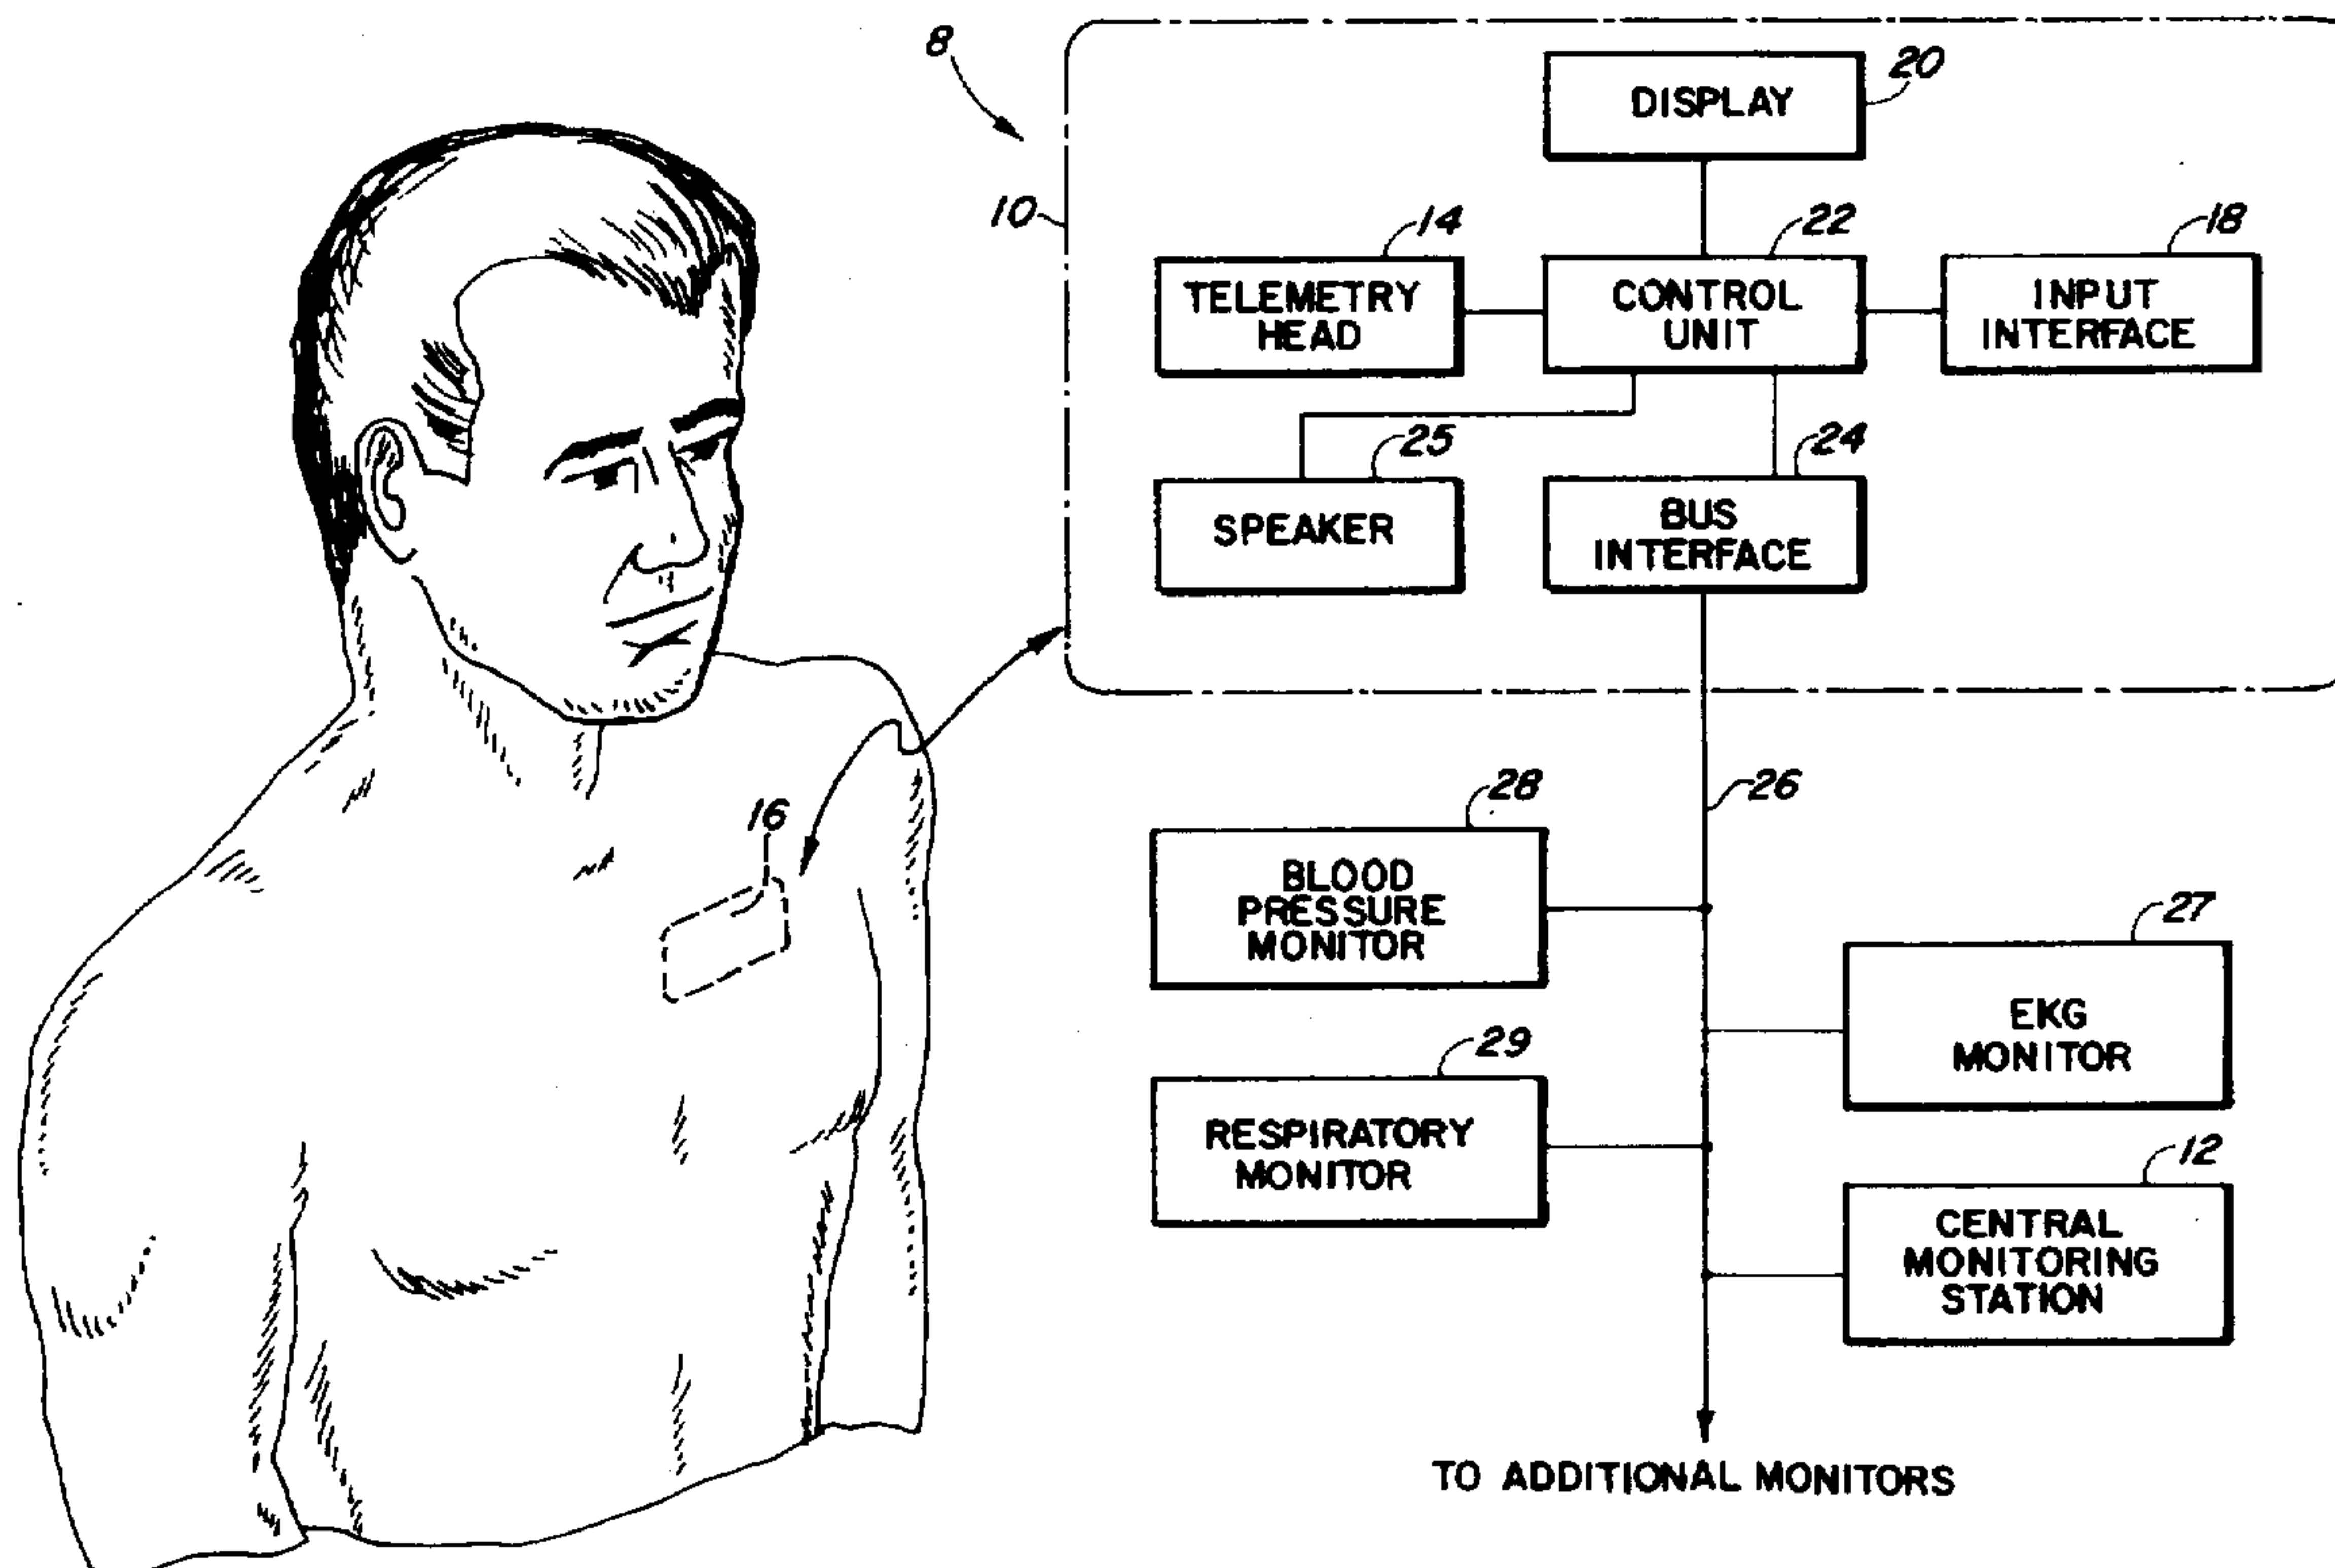 8
20
DISPLAY
10
14
22
18
TELEMETRY
HEAD
CONTROL
UNIT
INPUT
INTERFACE
25
24
SPEAKER
BUS
INTERFACE
28
26
16
BLOOD
PRESSURE
MONITOR
27
EKG
MONITOR
29
RESPIRATORY
MONITOR
12
CENTRAL
MONITORING
STATION
TO ADDITIONAL MONITORS